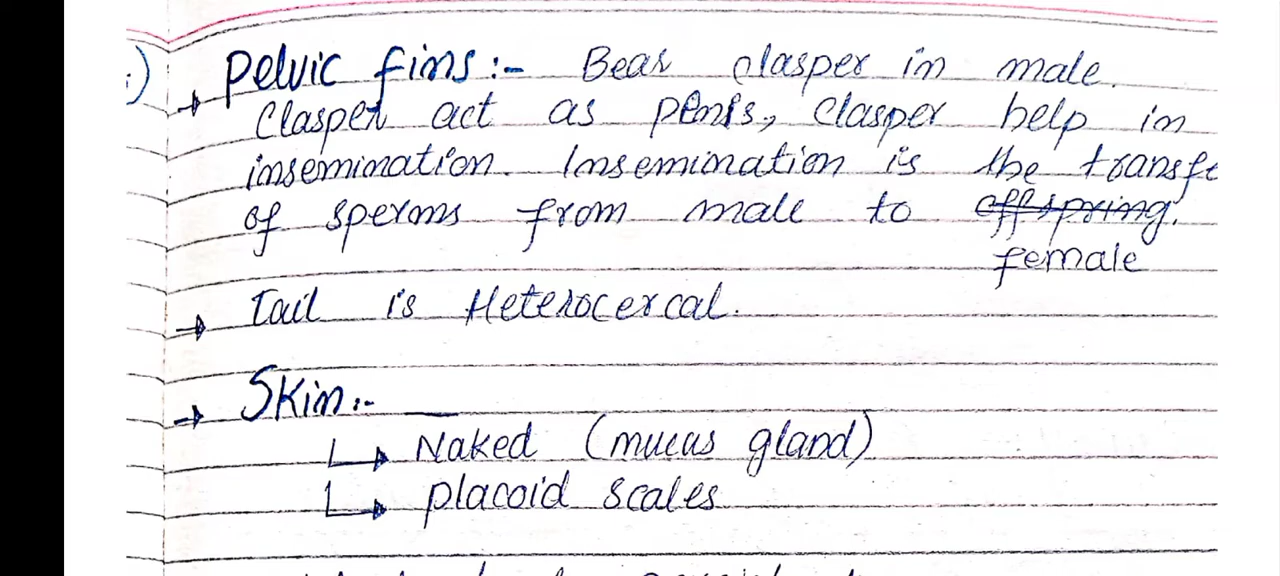 → Pelvic fins :- Bear clasper in male.
Clasper act as penis, Clasper help in
insemination. Insemination is the transfe
of sperms from male to offspring.
female
→ Tail is Heterocercal.
→ Skin :-
↳ Naked (mucus gland)
↳ placoid scales